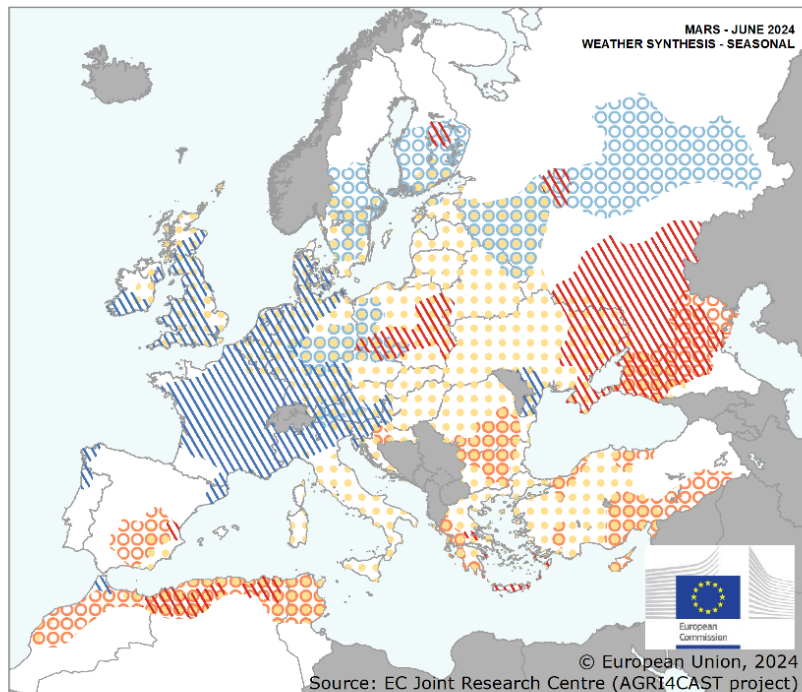 MARS - JUNE 2024
WEATHER SYNTHESIS - SEASONAL
European
Commission
© European Union, 2024
Source: EC Joint Research Centre (AGRI4CAST project)